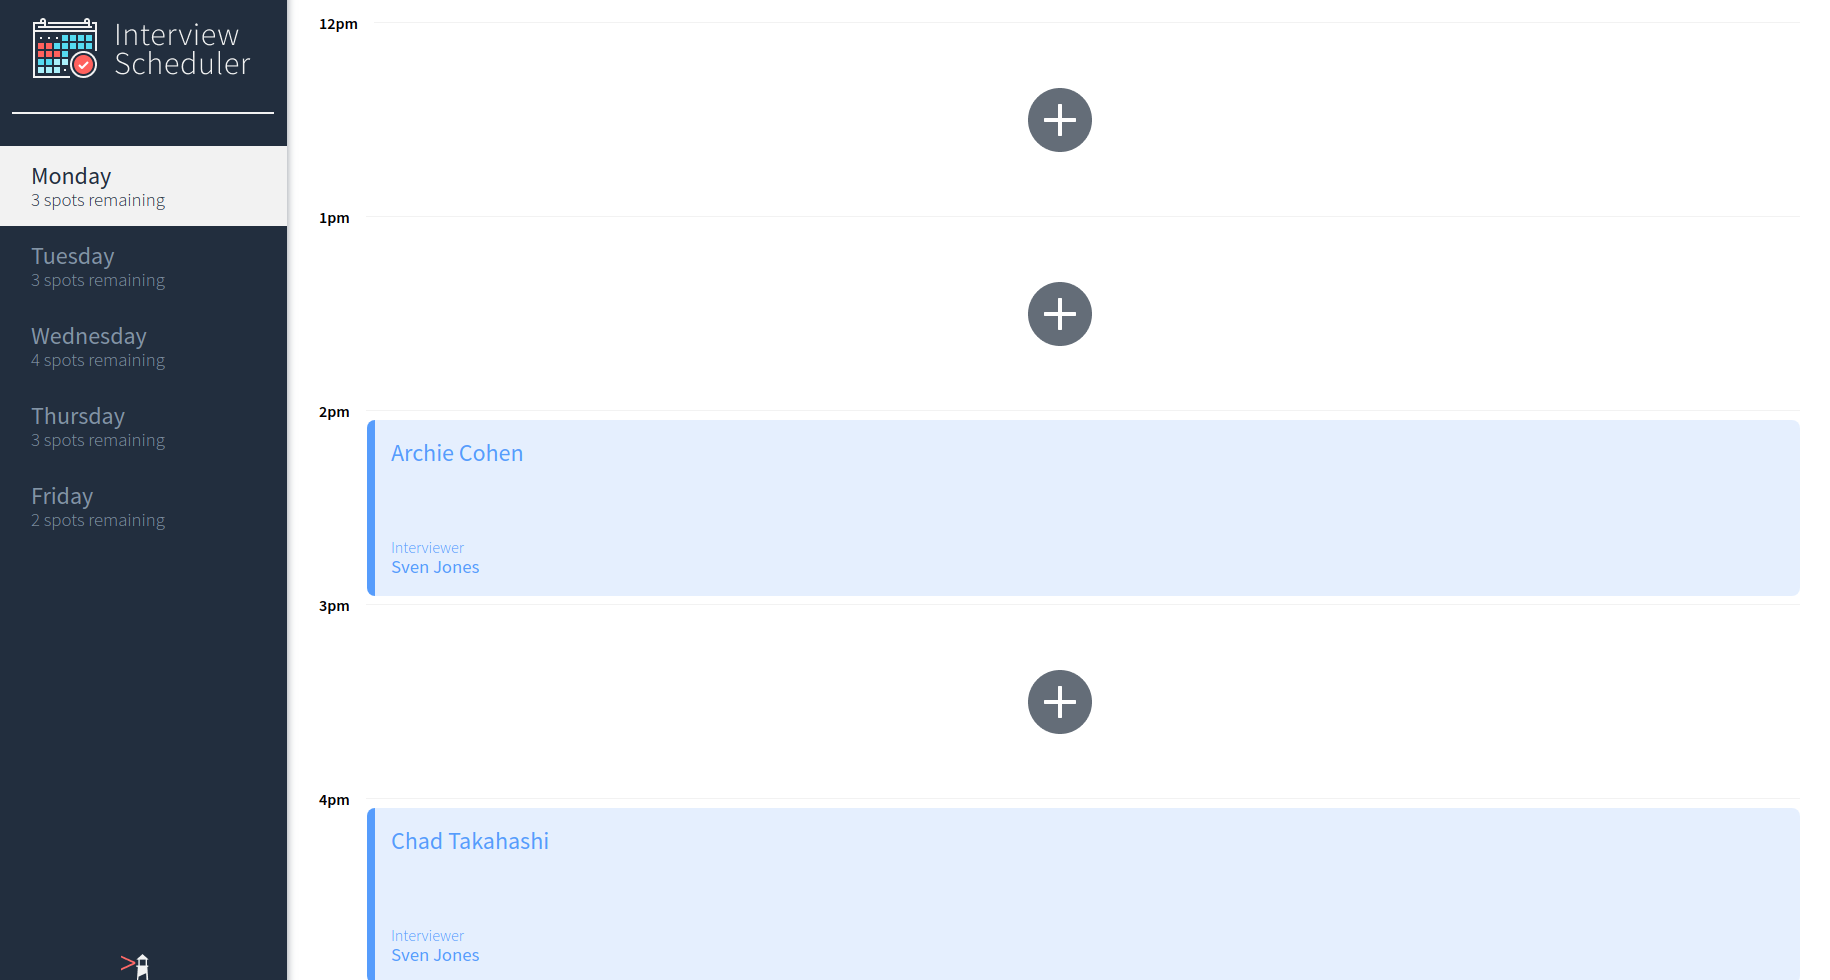 Interview
Scheduler
Monday
3 spots remaining
Tuesday
3 spots remaining
Wednesday
4 spots remaining
Thursday
3 spots remaining
Friday
2 spots remaining
12pm
1pm
2pm
Archie Cohen
Interviewer
Sven Jones
3pm
4pm
Chad Takahashi
Interviewer
Sven Jones